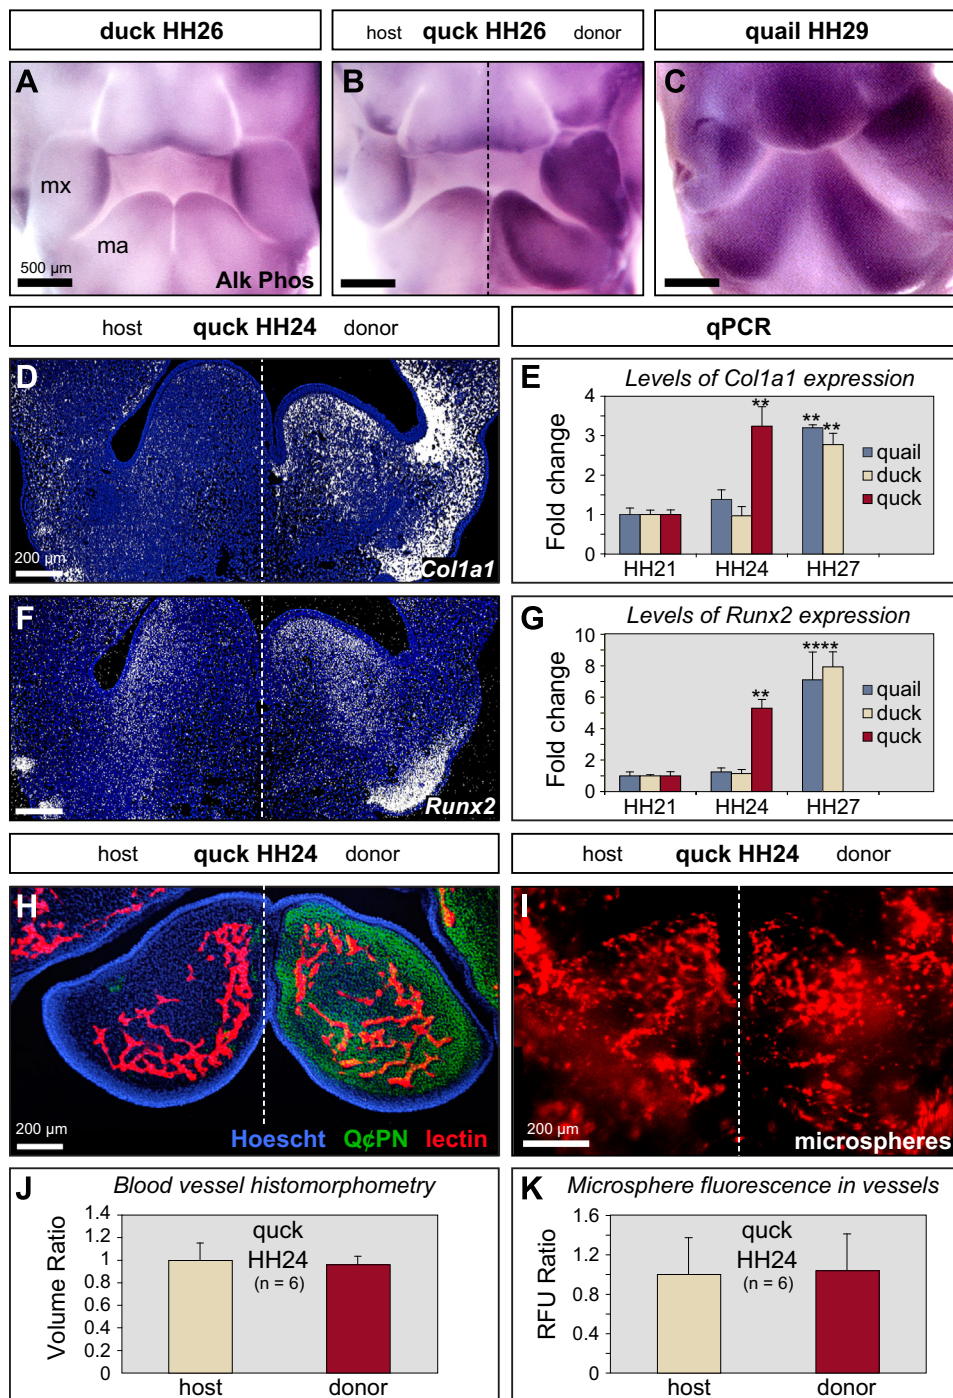 duck HH26
host quck HH26 donor
quail HH29
A
mx
ma
500 µm
Alk Phos
B
C
host quck HH24 donor
qPCR
D
200 µm
Col1a1
E
Levels of Col1a1 expression
Fold change
4
3
2
1
0
**
** **
quail
duck
quck
HH21 HH24 HH27
F
Runx2
G
Levels of Runx2 expression
Fold change
10
8
6
4
2
0
**
****
quail
duck
quck
HH21 HH24 HH27
host quck HH24 donor
host quck HH24 donor
H
200 µm
Hoescht Q¢PN lectin
I
200 µm
microspheres
J
Blood vessel histomorphometry
Volume Ratio
1.4
1.2
1
0.8
0.6
0.4
0.2
0
quck
HH24
(n = 6)
host donor
K
Microsphere fluorescence in vessels
RFU Ratio
1.6
1.2
0.8
0.4
0
quck
HH24
(n = 6)
host donor